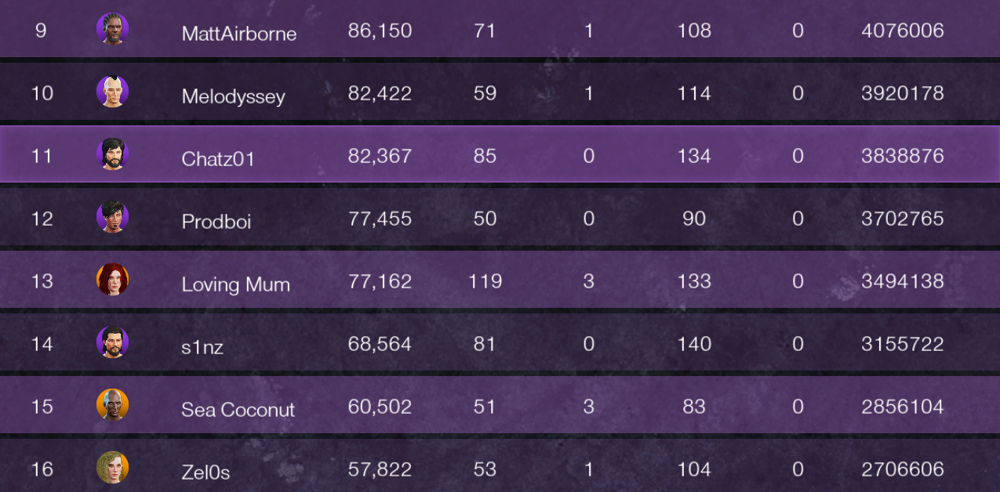 9 MattAirborne 86,150 71 1 108 0 4076006
10 Melodyssey 82,422 59 1 114 0 3920178
11 Chatz01 82,367 85 0 134 0 3838876
12 Prodboi 77,455 50 0 90 0 3702765
13 Loving Mum 77,162 119 3 133 0 3494138
14 s1nz 68,564 81 0 140 0 3155722
15 Sea Coconut 60,502 51 3 83 0 2856104
16 Zel0s 57,822 53 1 104 0 2706606